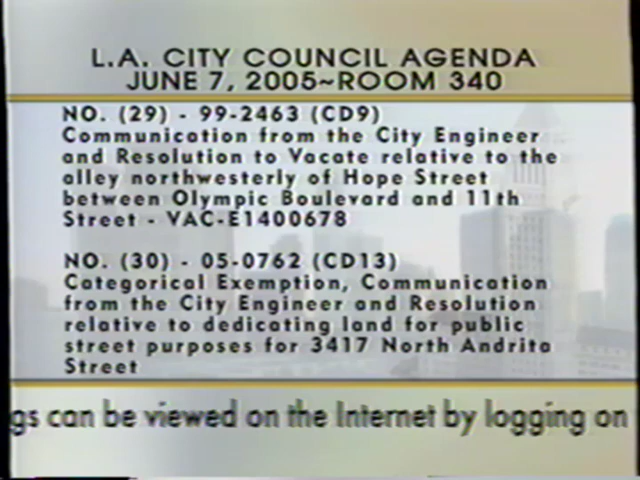 L.A. CITY COUNCIL AGENDA
JUNE 7, 2005~ROOM 340
NO. (29) - 99-2463 (CD9)
Communication from the City Engineer
and Resolution to Vacate relative to the
alley northwesterly of Hope Street
between Olympic Boulevard and 11th
Street - VAC-E1400678
NO. (30) - 05-0762 (CD13)
Categorical Exemption, Communication
from the City Engineer and Resolution
relative to dedicating land for public
street purposes for 3417 North Andrita
Street
gs can be viewed on the Internet by logging on